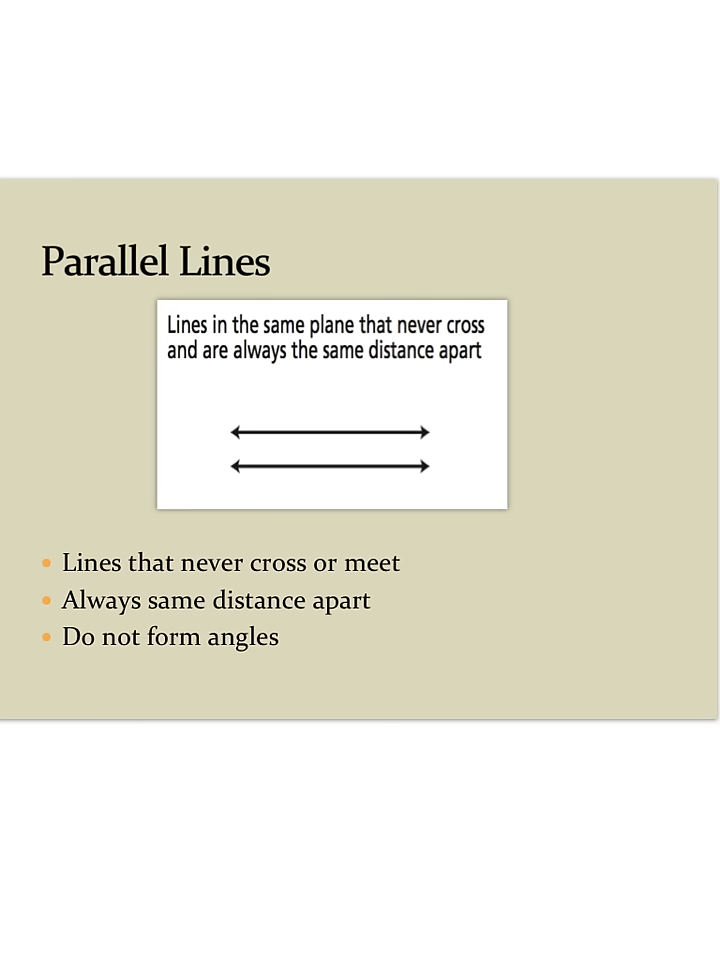 Parallel Lines
Lines in the same plane that never cross
and are always the same distance apart
Lines that never cross or meet
Always same distance apart
Do not form angles